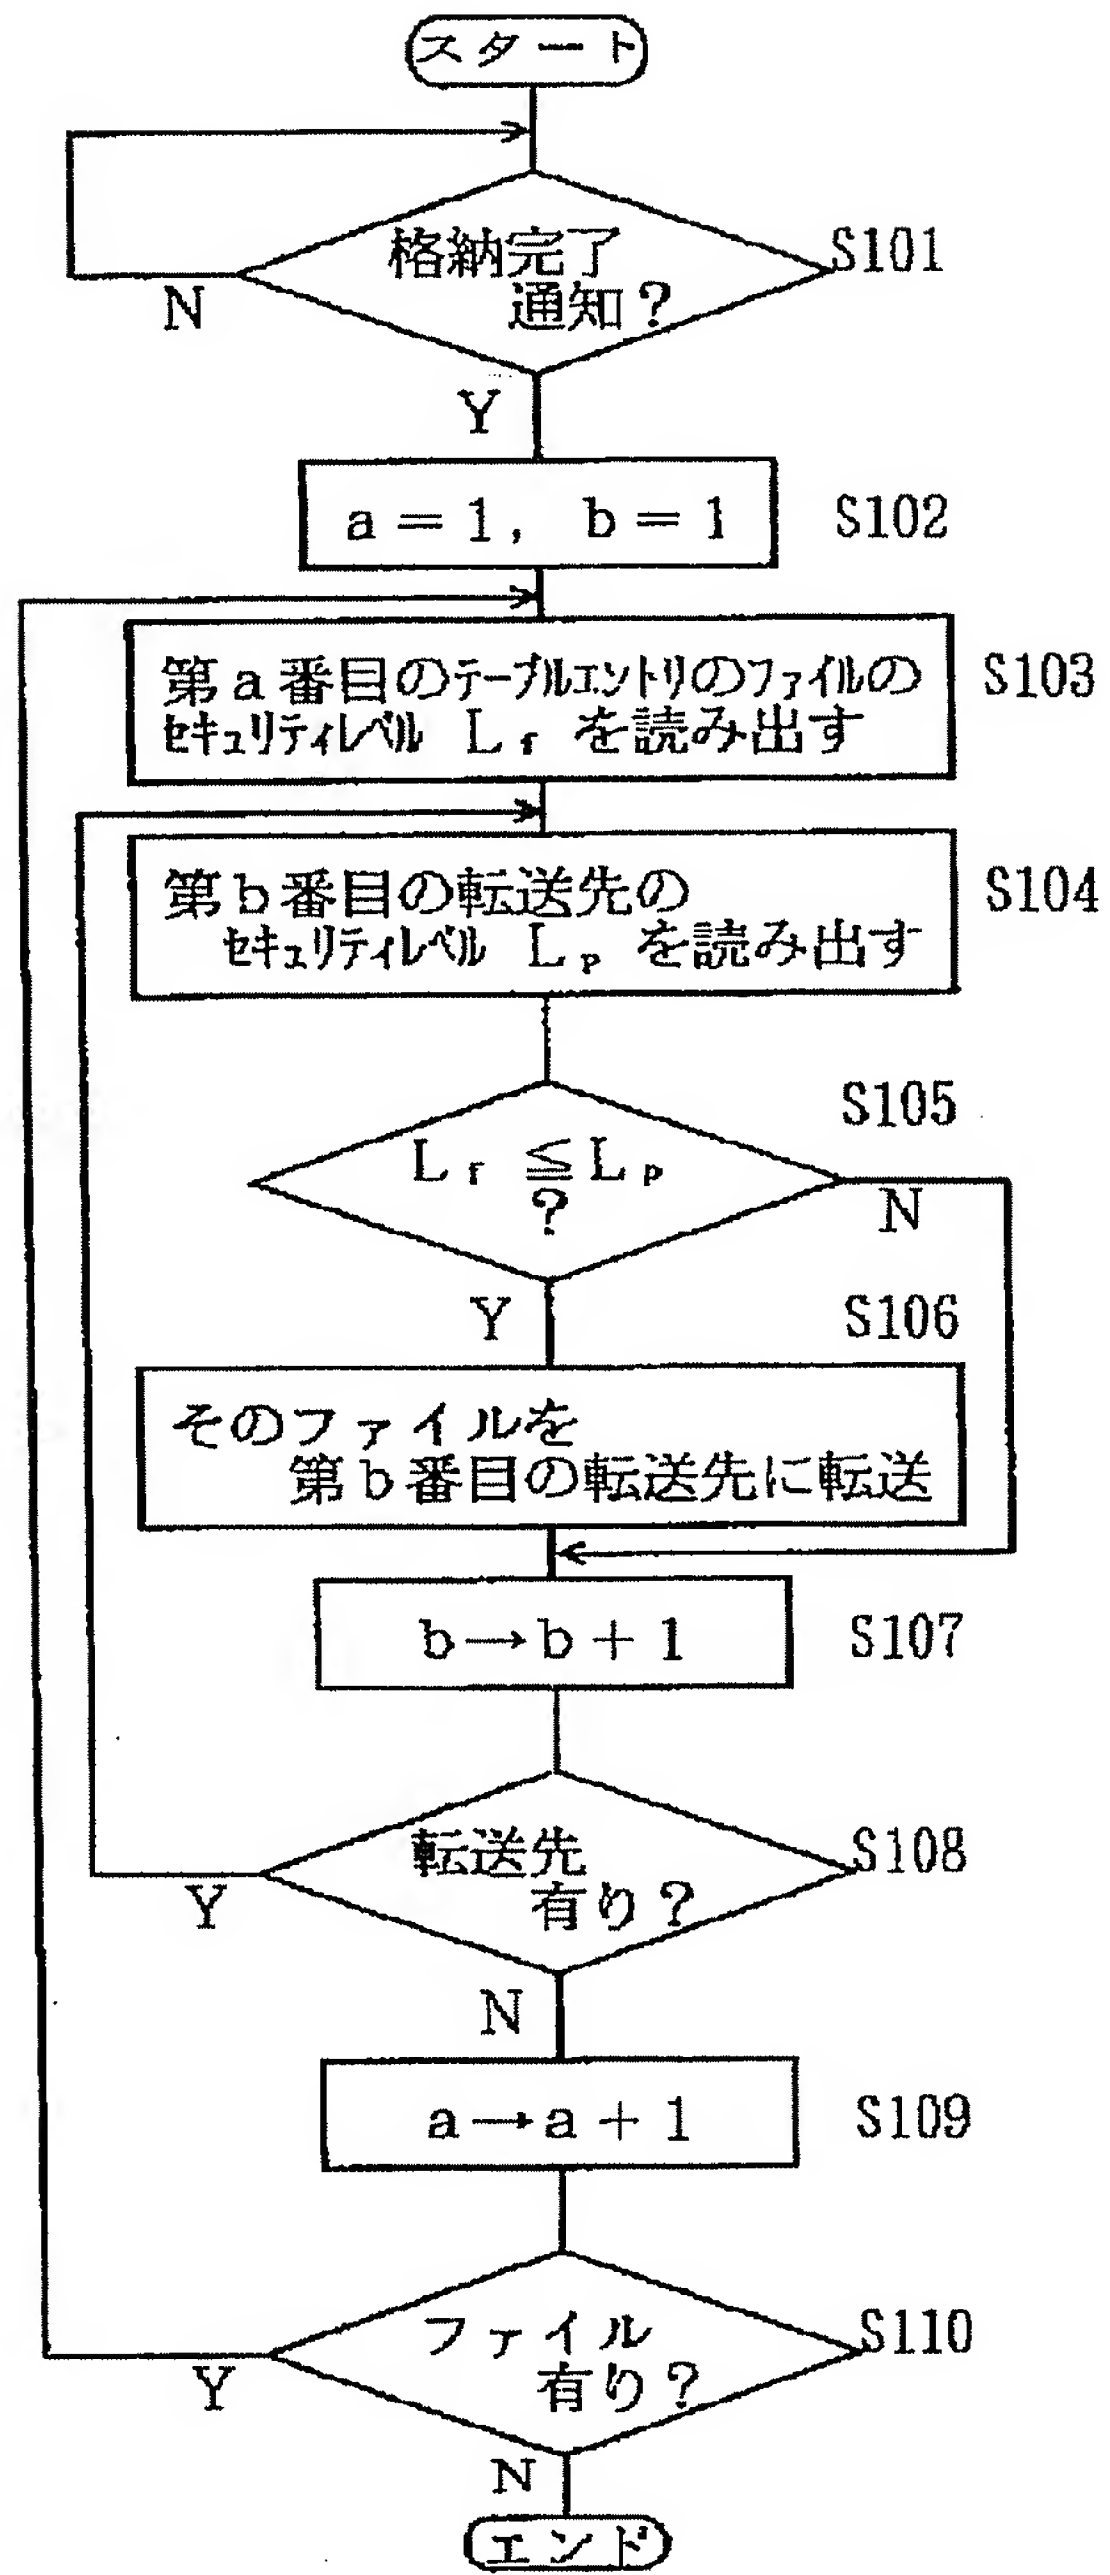 スタート
格納完了
通知?
S101
N
Y
a=1, b=1
S102
第a番目のテーブルエントリのファイルの
セキュリティレベル Lf を読み出す
S103
第b番目の転送先の
セキュリティレベル Lp を読み出す
S104
S105
Lf ≦ Lp
?
N
Y
S106
そのファイルを
第b番目の転送先に転送
b→b+1
S107
転送先
有り?
S108
Y
N
a→a+1
S109
ファイル
有り?
S110
Y
N
エンド